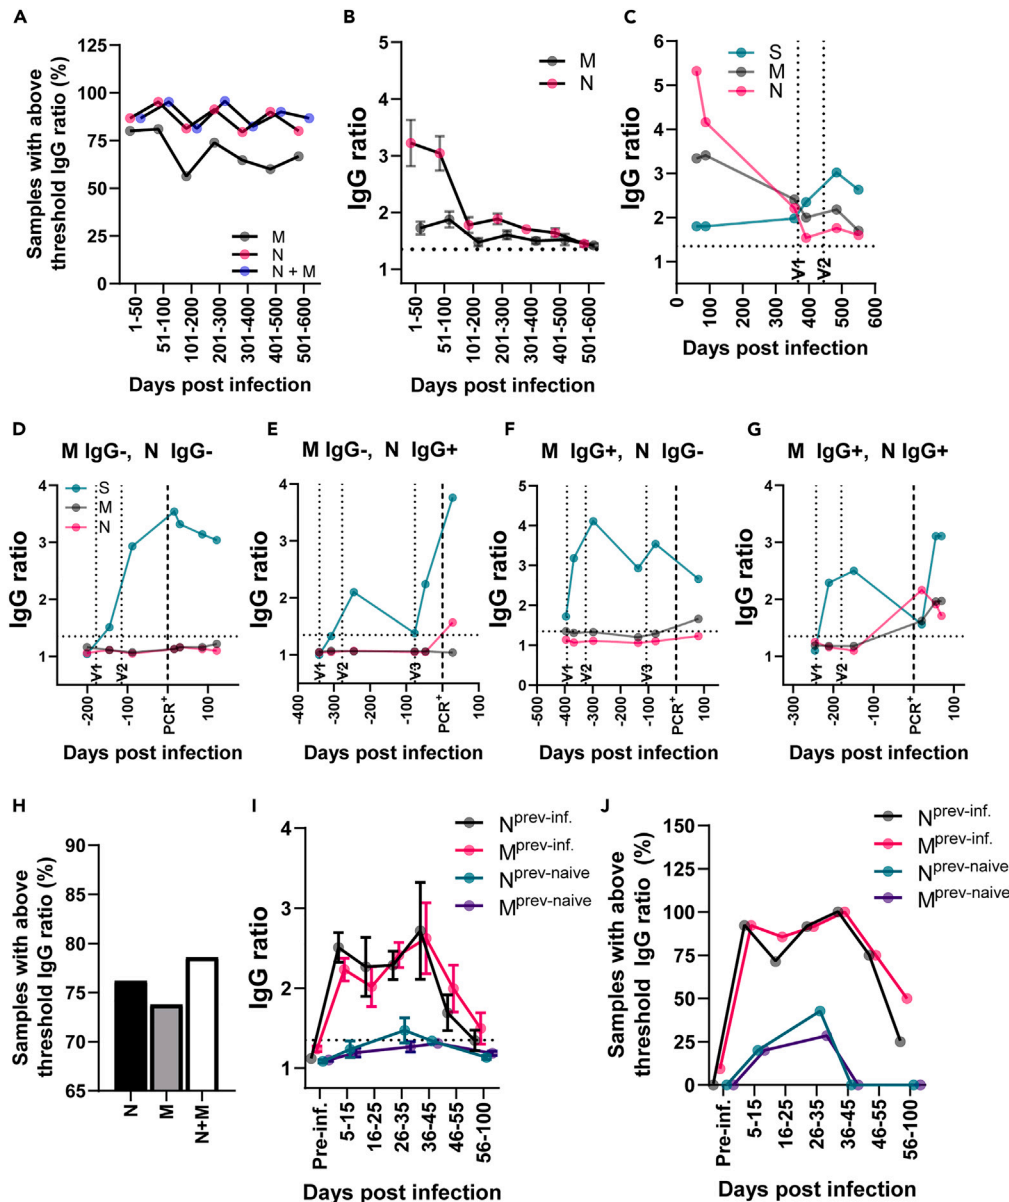 A
Samples with above
threshold IgG ratio (%)
125
100
75
50
25
0
M
N
N + M
1-50
51-100
101-200
201-300
301-400
401-500
501-600
Days post infection
B
IgG ratio
5
4
3
2
1
M
N
1-50
51-100
101-200
201-300
301-400
401-500
501-600
Days post infection
C
IgG ratio
6
5
4
3
2
1
S
M
N
V1
V2
0
100
200
300
400
500
600
Days post infection
D
M IgG-, N IgG-
IgG ratio
4
3
2
1
S
M
N
V1
V2
-200
-100
PCR+
100
Days post infection
E
M IgG-, N IgG+
IgG ratio
4
3
2
1
V1
V2
V3
-400
-300
-200
-100
PCR+
100
Days post infection
F
M IgG+, N IgG-
IgG ratio
5
4
3
2
1
0
V1
V2
V3
-500
-400
-300
-200
-100
PCR+
100
Days post infection
G
M IgG+, N IgG+
IgG ratio
4
3
2
1
V1
V2
-300
-200
-100
PCR+
100
Days post infection
H
Samples with above
threshold IgG ratio (%)
90
85
80
75
70
65
N
M
N+M
I
IgG ratio
4
3
2
1
Nprev-inf.
Mprev-inf.
Nprev-naive
Mprev-naive
Pre-inf.
5-15
16-25
26-35
36-45
46-55
56-100
Days post infection
J
Samples with above
threshold IgG ratio (%)
150
125
100
75
50
20
0
Nprev-inf.
Mprev-inf.
Nprev-naive
Mprev-naive
Pre-inf.
5-15
16-25
26-35
36-45
46-55
56-100
Days post infection